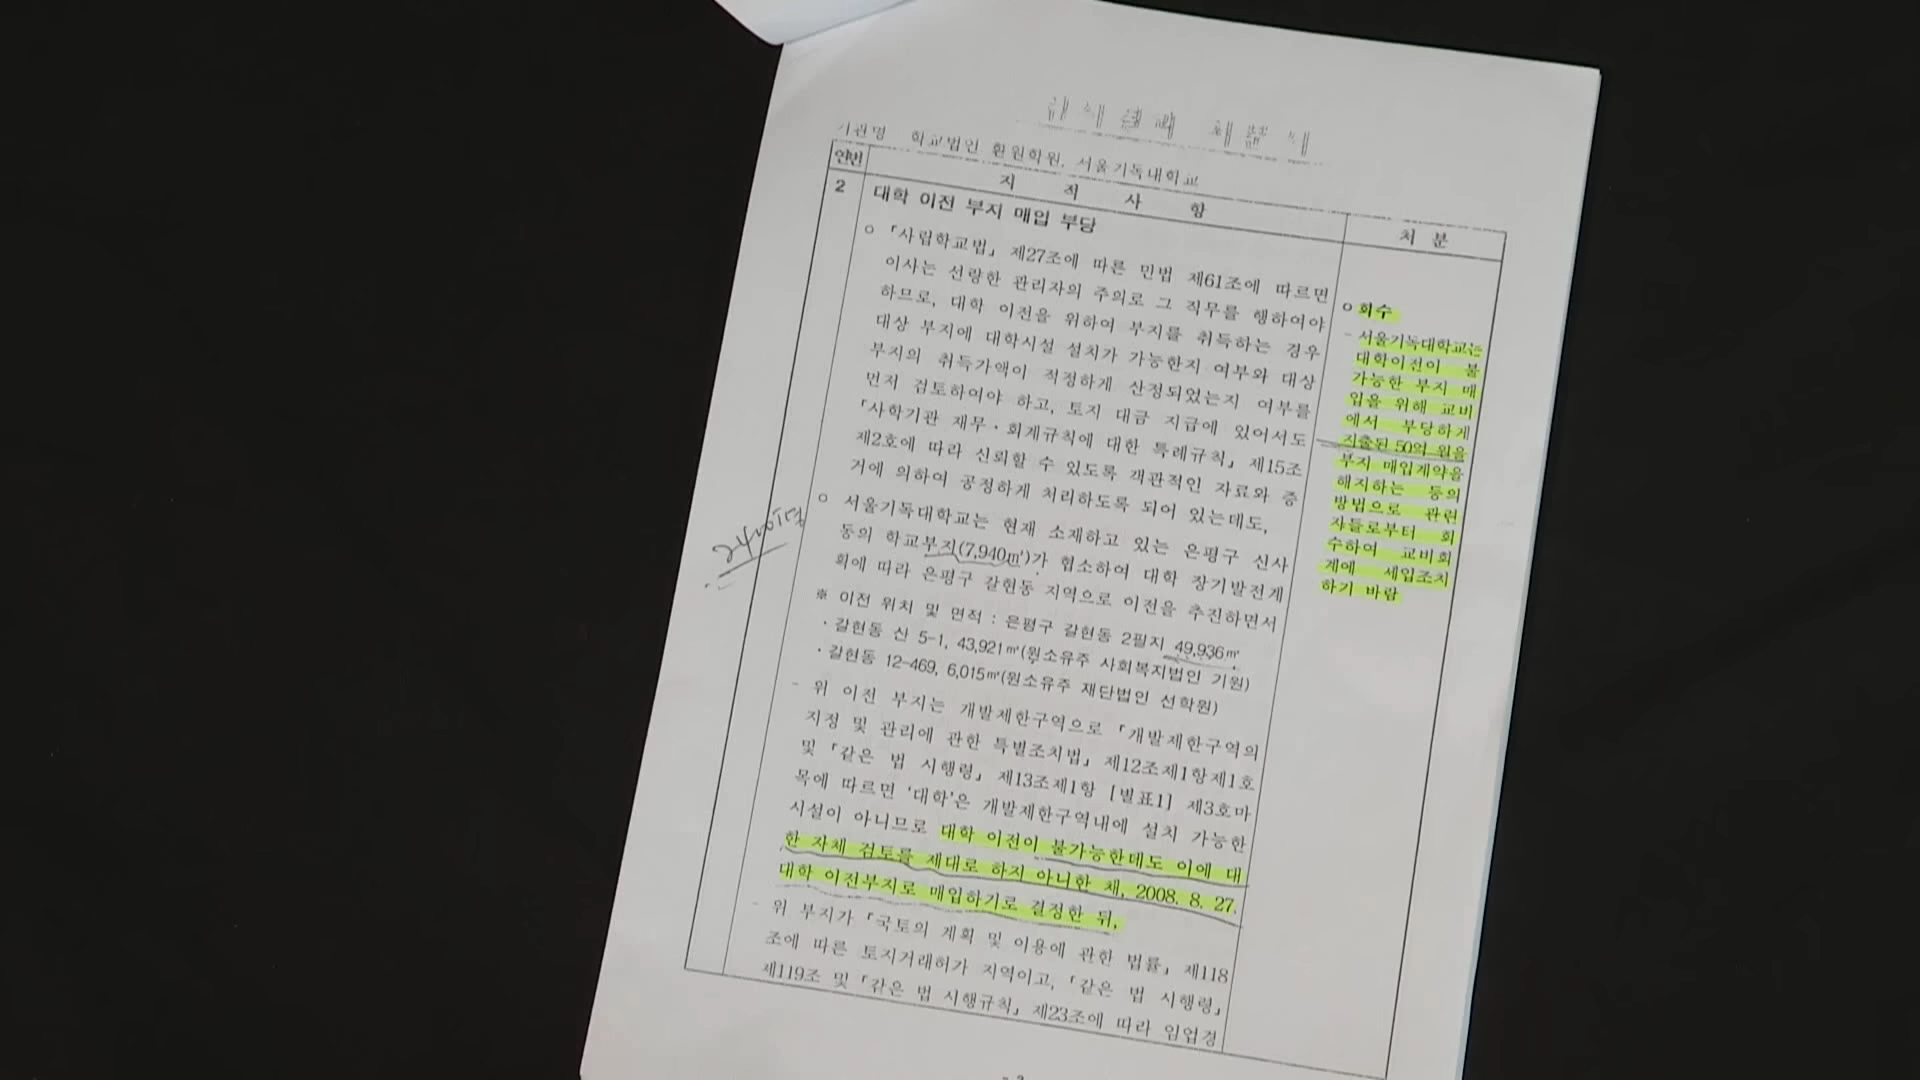 기관명 학교법인 환원학원, 서울기독대학교
연번
지 적 사 항
처 분
2
대학 이전 부지 매입 부당
○ 「사립학교법」 제27조에 따른 민법 제61조에 따르면
이사는 선량한 관리자의 주의로 그 직무를 행하여야
하므로, 대학 이전을 위하여 부지를 취득하는 경우
대상 부지에 대학시설 설치가 가능한지 여부와 대상
부지의 취득가액이 적정하게 산정되었는지 여부를
먼저 검토하여야 하고, 토지 대금 지급에 있어서도
「사학기관 재무·회계규칙에 대한 특례규칙」 제15조
제2호에 따라 신뢰할 수 있도록 객관적인 자료와 증
거에 의하여 공정하게 처리하도록 되어 있는데도,
○ 서울기독대학교는 현재 소재하고 있는 은평구 신사
동의 학교부지(7,940㎡)가 협소하여 대학 장기발전계
획에 따라 은평구 갈현동 지역으로 이전을 추진하면서
※ 이전 위치 및 면적 : 은평구 갈현동 2필지 49,936㎡
· 갈현동 산 5-1, 43,921㎡(원소유주 사회복지법인 기원)
· 갈현동 12-469, 6,015㎡(원소유주 재단법인 선학원)
- 위 이전 부지는 개발제한구역으로 「개발제한구역의
지정 및 관리에 관한 특별조치법」 제12조제1항제1호
및 「같은 법 시행령」 제13조제1항 [별표1] 제3호마
목에 따르면 '대학'은 개발제한구역내에 설치 가능한
시설이 아니므로 대학 이전이 불가능한데도 이에 대
한 자체 검토를 제대로 하지 아니한 채, 2008. 8. 27.
대학 이전부지로 매입하기로 결정한 뒤,
- 위 부지가 「국토의 계획 및 이용에 관한 법률」 제118
조에 따른 토지거래허가 지역이고, 「같은 법 시행령」
제119조 및 「같은 법 시행규칙」 제23조에 따라 임업경
○ 회수
- 서울기독대학교는
대학이전이 불
가능한 부지 매
입을 위해 교비
에서 부당하게
지출된 50억 원을
부지 매입계약을
해지하는 등의
방법으로 관련
자들로부터 회
수하여 교비회
계에 세입조치
하기 바람